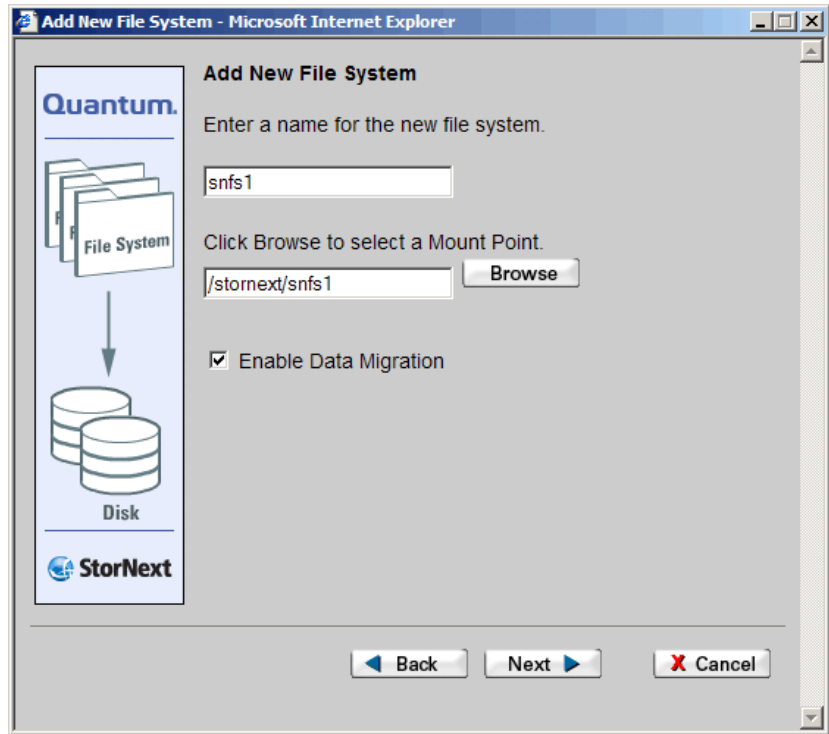 Add New File System - Microsoft Internet Explorer
Quantum.
File System
Disk
StorNext
Add New File System
Enter a name for the new file system.
snfs1
Click Browse to select a Mount Point.
/stornext/snfs1
Browse
Enable Data Migration
Back
Next
X Cancel